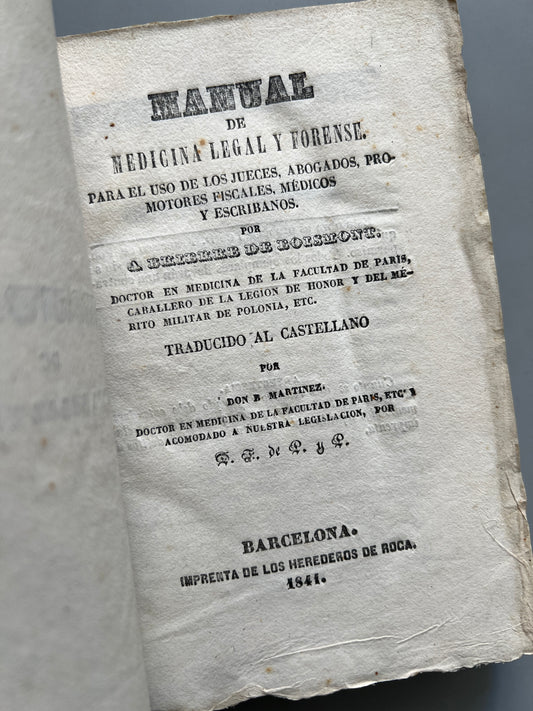 MANUAL
DE
MEDICINA LEGAL Y FORENSE.
PARA EL USO DE LOS JUECES, ABOGADOS, PRO-
MOTORES FISCALES, MÉDICOS
Y ESCRIBANOS.
POR
A BRIERRE DE BOISMONT.
DOCTOR EN MEDICINA DE LA FACULTAD DE PARIS,
CABALLERO DE LA LEGION DE HONOR Y DEL MÉ-
RITO MILITAR DE POLONIA, ETC.
TRADUCIDO AL CASTELLANO
POR
DON B MARTINEZ.
DOCTOR EN MEDICINA DE LA FACULTAD DE PARIS, ETC
ACOMODADO A NUESTRA LEGISLACION, POR
D. F. de P. y P.
BARCELONA.
IMPRENTA DE LOS HEREDEROS DE ROCA.
1841.